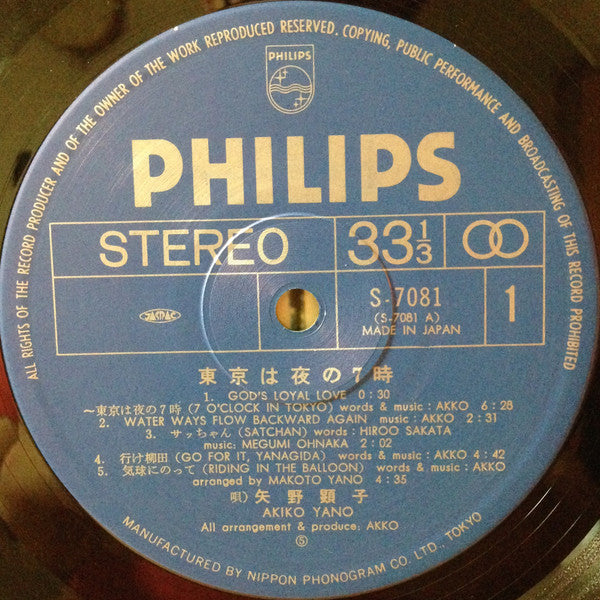 ALL RIGHTS OF THE RECORD PRODUCER AND OF THE OWNER OF THE WORK REPRODUCED RESERVED. COPYING, PUBLIC PERFORMANCE AND BROADCASTING OF THIS RECORD PROHIBITED
PHILIPS
PHILIPS
STEREO 33 1/3
JASRAC S-7081 1
(S-7081 A)
MADE IN JAPAN
東京は夜の7時
1. GOD'S LOYAL LOVE 0:30
~東京は夜の7時 (7 O'CLOCK IN TOKYO) words & music: AKKO 6:28
2. WATER WAYS FLOW BACKWARD AGAIN music: AKKO 2:31
3. サッちゃん (SATCHAN) words: HIROO SAKATA
music: MEGUMI OHNAKA 2:02
4. 行け柳田 (GO FOR IT, YANAGIDA) words & music: AKKO 4:42
5. 気球にのって (RIDING IN THE BALLOON) words & music: AKKO
arranged by MAKOTO YANO 4:35
唄) 矢野顕子
AKIKO YANO
All arrangement & produce: AKKO
Ⓢ
MANUFACTURED BY NIPPON PHONOGRAM CO. LTD., TOKYO